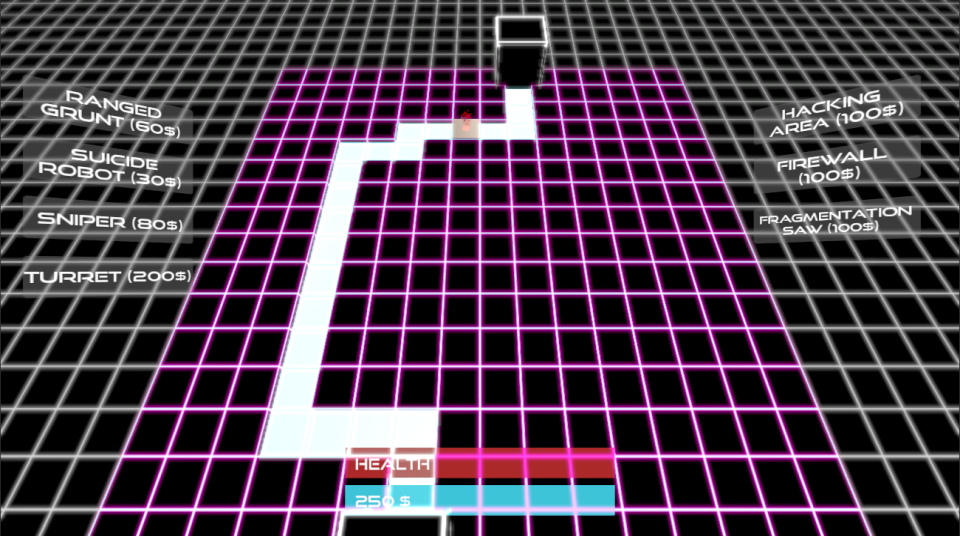 RANGED
GRUNT (60$)
SUICIDE
ROBOT (30$)
SNIPER (80$)
TURRET (200$)
HACKING
AREA (100$)
FIREWALL
(100$)
FRAGMENTATION
SAW (100$)
HEALTH
250 $